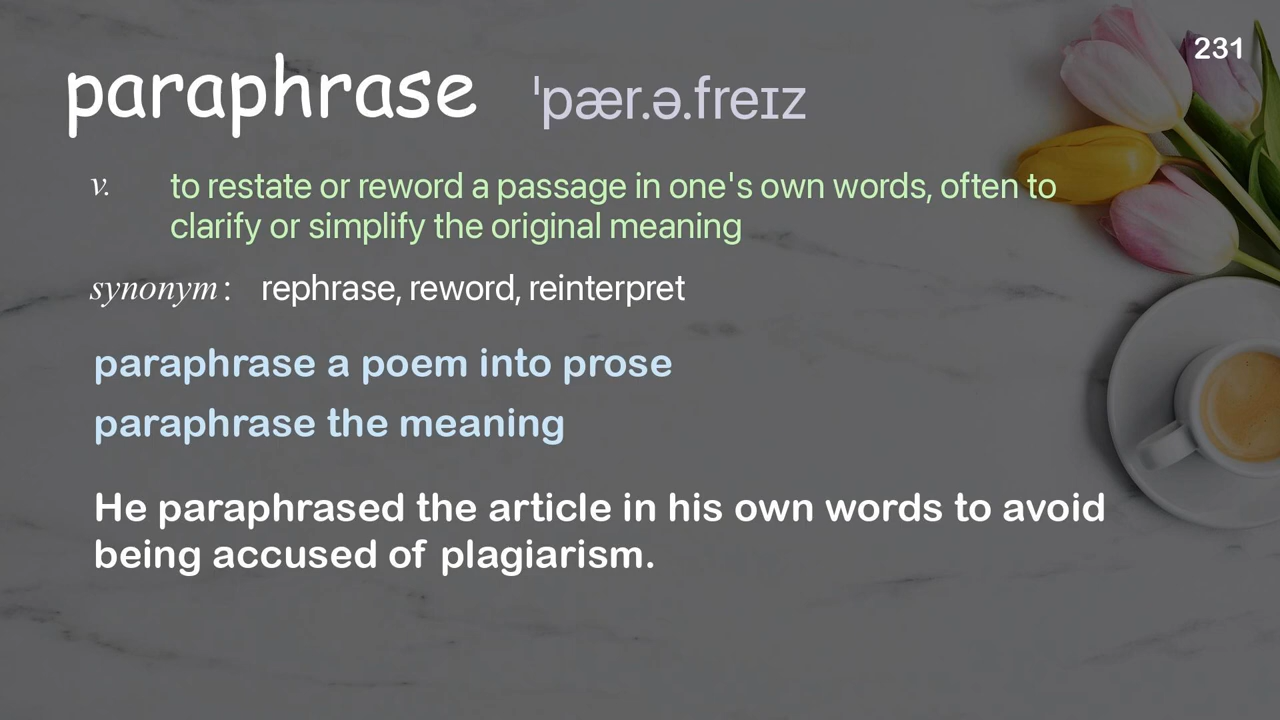 231
paraphrase ˈpær.ə.freɪz
v. to restate or reword a passage in one's own words, often to
clarify or simplify the original meaning
synonym: rephrase, reword, reinterpret
paraphrase a poem into prose
paraphrase the meaning
He paraphrased the article in his own words to avoid
being accused of plagiarism.